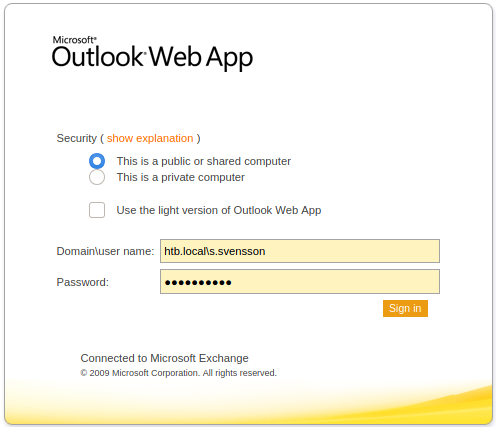 Microsoft®
Outlook® Web App
Security ( show explanation )
This is a public or shared computer
This is a private computer
Use the light version of Outlook Web App
Domain\user name: htb.local\s.svensson
Password: ●●●●●●●●●●
Sign in
Connected to Microsoft Exchange
© 2009 Microsoft Corporation. All rights reserved.